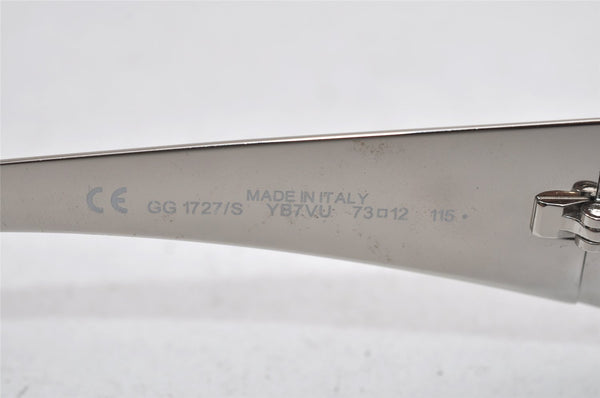 MADE IN ITALY
CE GG 1727/S YB7VU 73□12 115 •